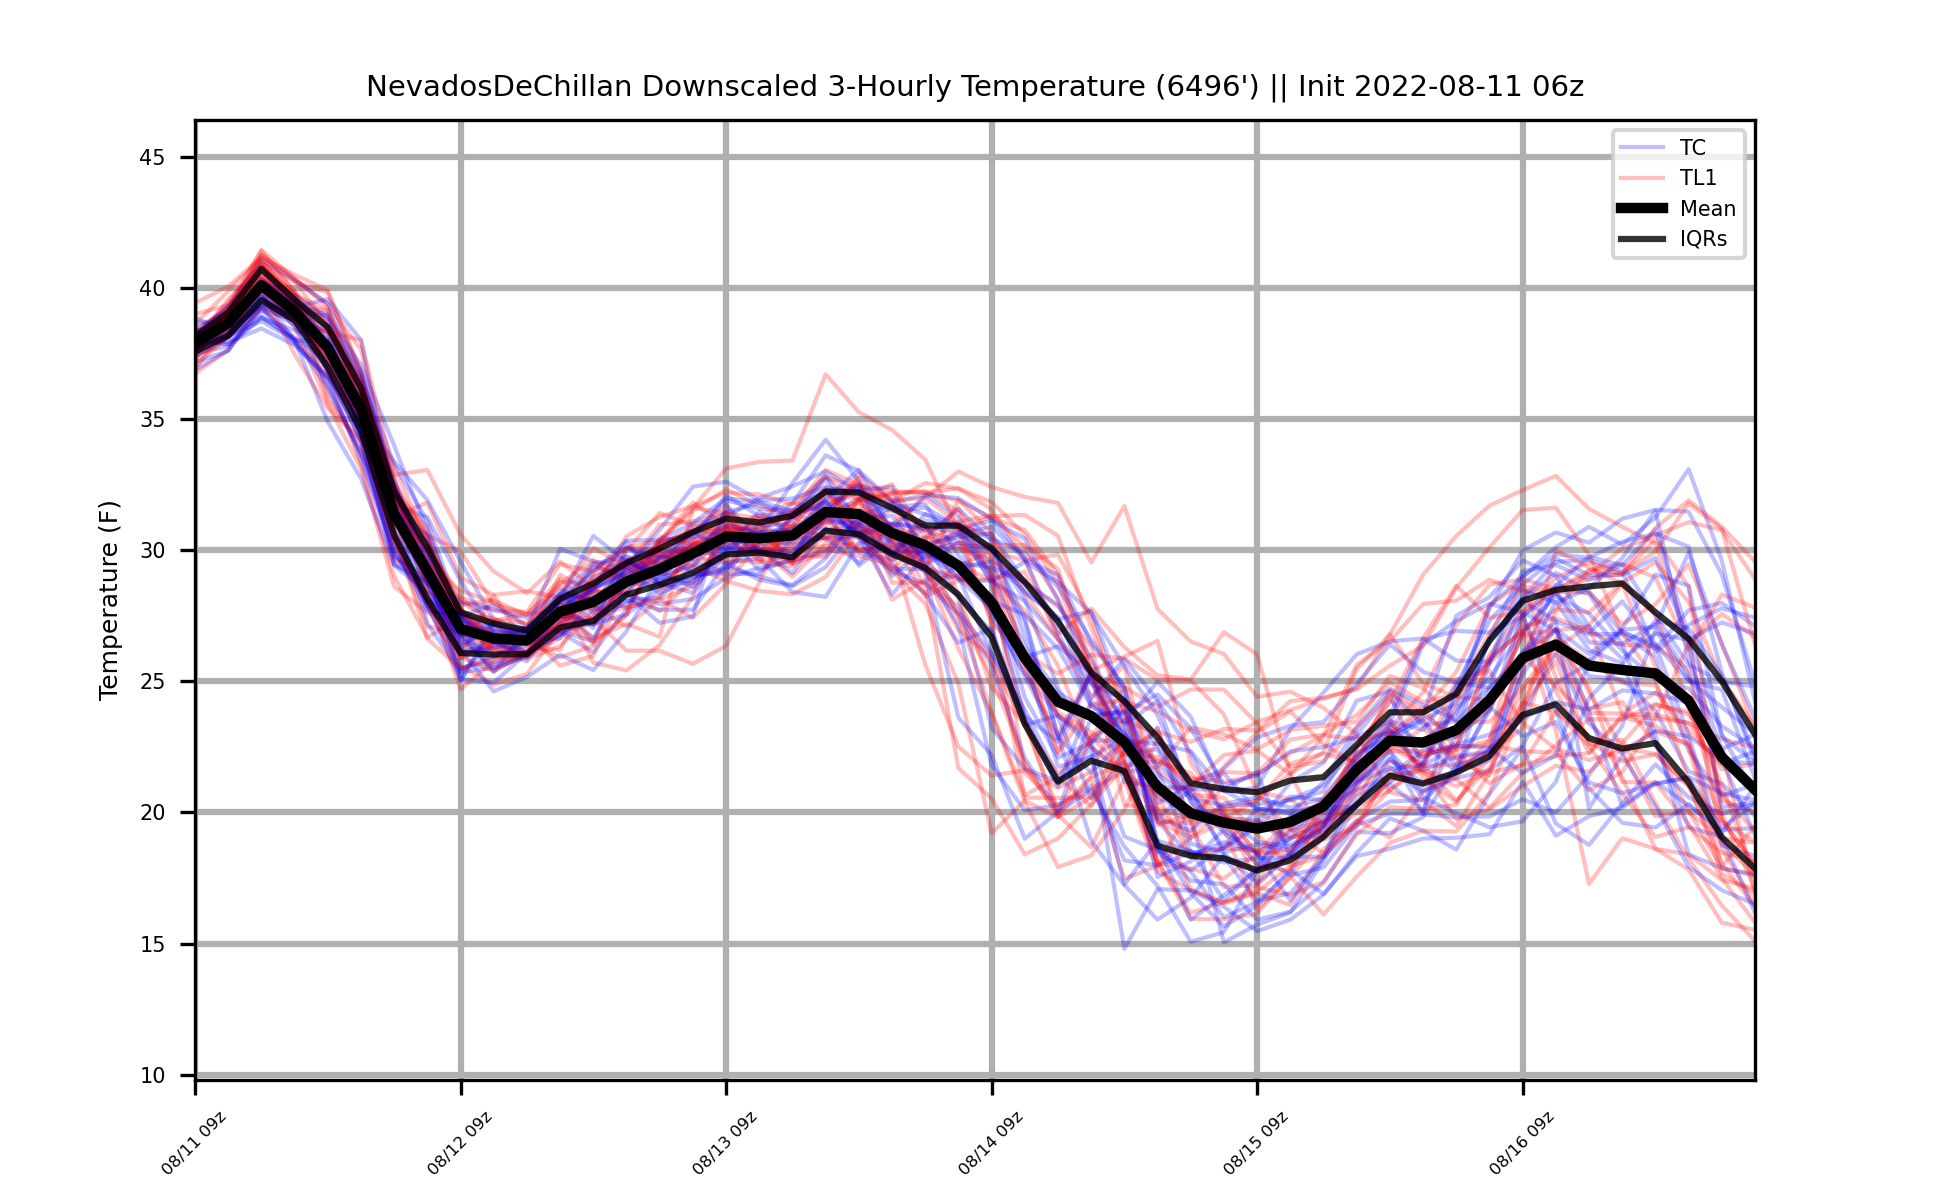 NevadosDeChillan Downscaled 3-Hourly Temperature (6496') || Init 2022-08-11 06z
TC
TL1
Mean
IQRs
Temperature (F)
45
40
35
30
25
20
15
10
08/11 09z
08/12 09z
08/13 09z
08/14 09z
08/15 09z
08/16 09z